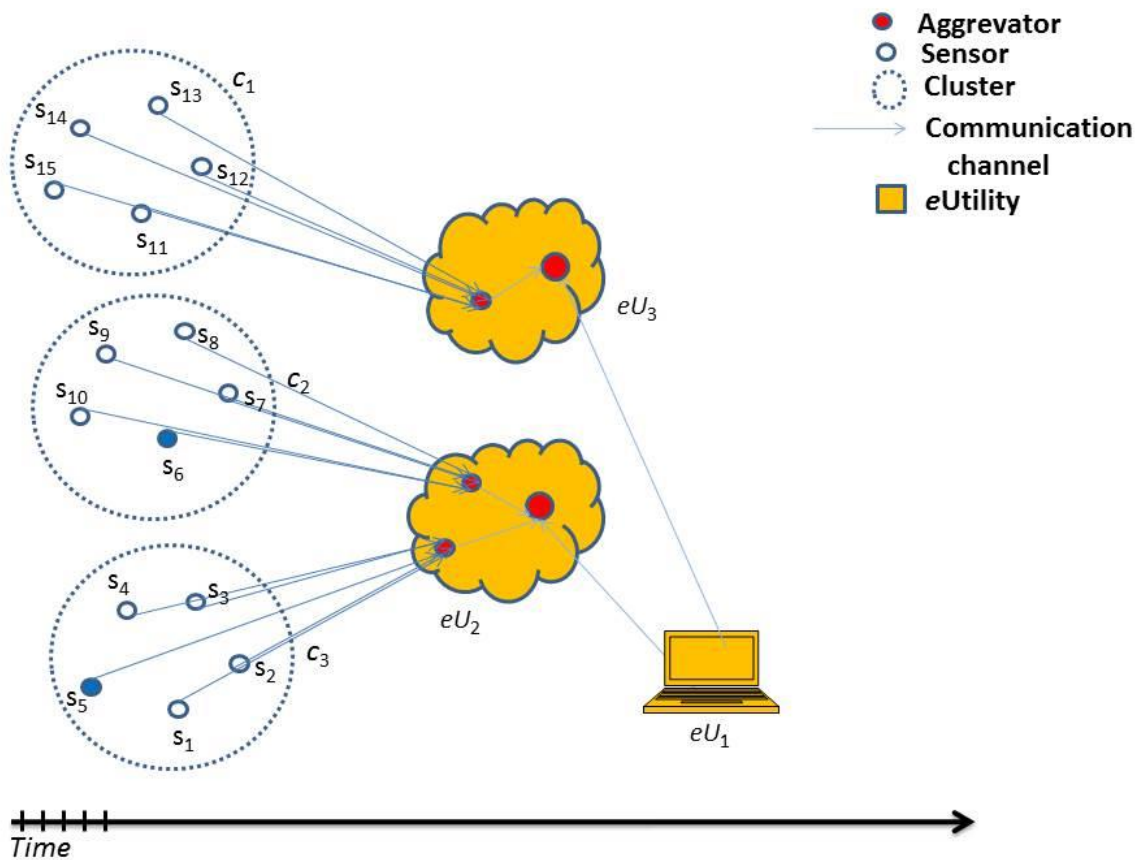 Aggrevator
Sensor
Cluster
Communication
channel
eUtility
c1
s13
s14
s12
s15
s11
eU3
s9
s8
c2
s7
s10
s6
s4
s3
eU2
c3
s2
s5
s1
eU1
Time